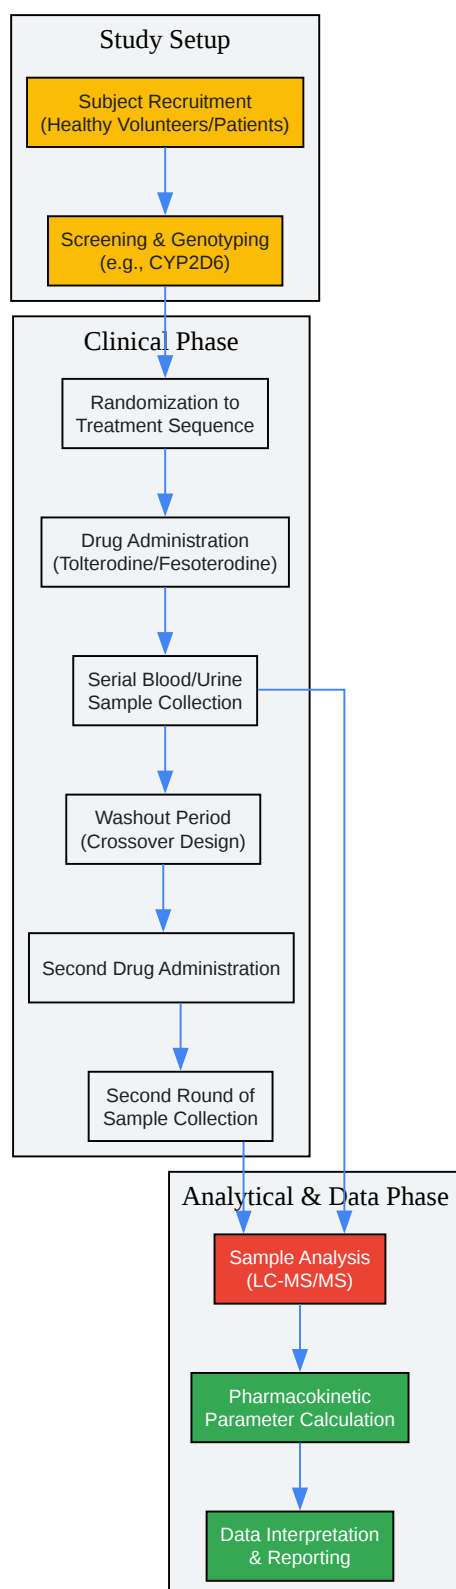 Study Setup
Subject Recruitment
(Healthy Volunteers/Patients)
Screening & Genotyping
(e.g., CYP2D6)
Clinical Phase
Randomization to
Treatment Sequence
Drug Administration
(Tolterodine/Fesoterodine)
Serial Blood/Urine
Sample Collection
Washout Period
(Crossover Design)
Second Drug Administration
Second Round of
Sample Collection
Analytical & Data Phase
Sample Analysis
(LC-MS/MS)
Pharmacokinetic
Parameter Calculation
Data Interpretation
& Reporting